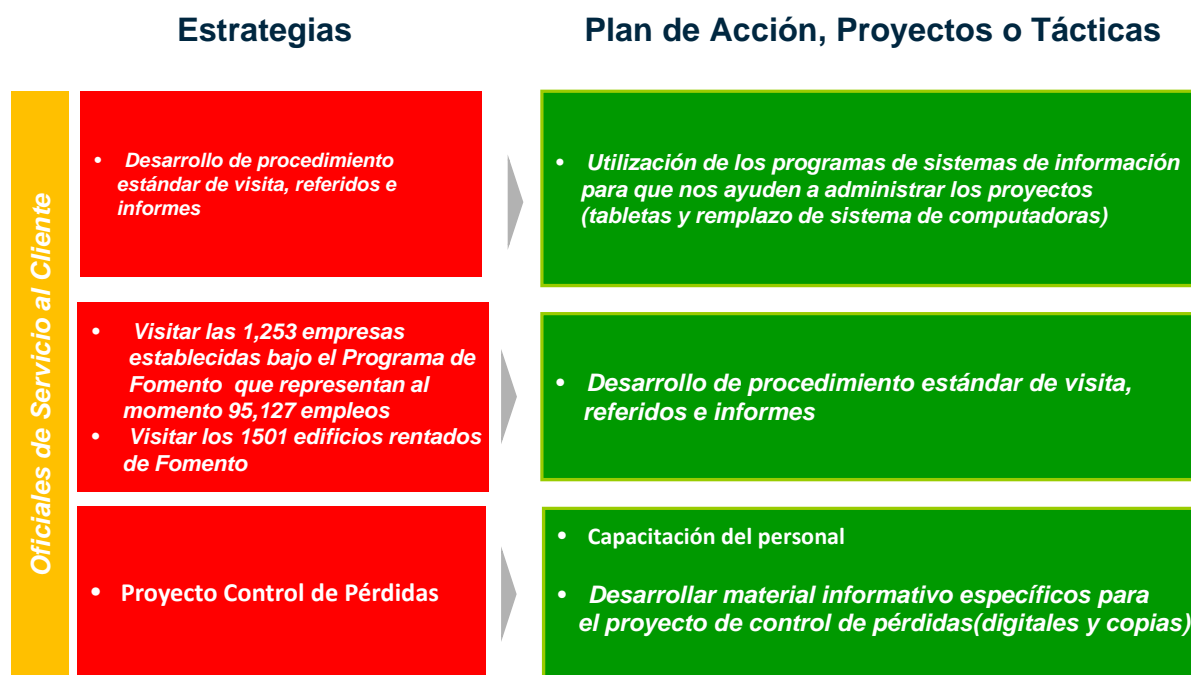 Estrategias
Plan de Acción, Proyectos o Tácticas
Oficiales de Servicio al Cliente
• Desarrollo de procedimiento
estándar de visita, referidos e
informes
• Utilización de los programas de sistemas de información
para que nos ayuden a administrar los proyectos
(tabletas y remplazo de sistema de computadoras)
• Visitar las 1,253 empresas
establecidas bajo el Programa de
Fomento que representan al
momento 95,127 empleos
• Visitar los 1501 edificios rentados
de Fomento
• Desarrollo de procedimiento estándar de visita,
referidos e informes
• Proyecto Control de Pérdidas
• Capacitación del personal
• Desarrollar material informativo específicos para
el proyecto de control de pérdidas(digitales y copias)